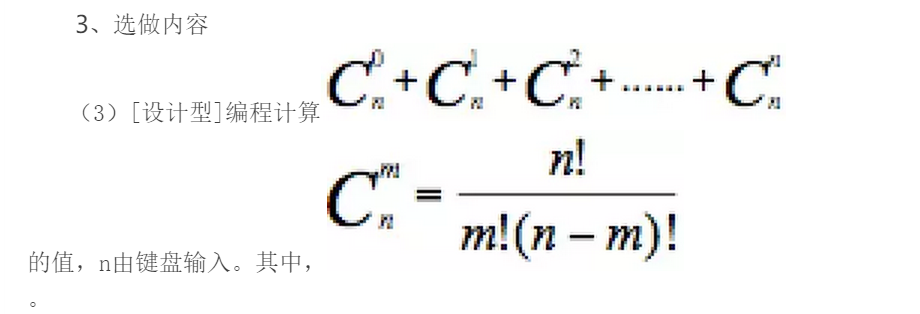 3、选做内容
（3）[设计型]编程计算 C_n^0 + C_n^1 + C_n^2 + ...... + C_n^n
的值，n由键盘输入。其中， C_n^m = n! / m!(n − m)!
。